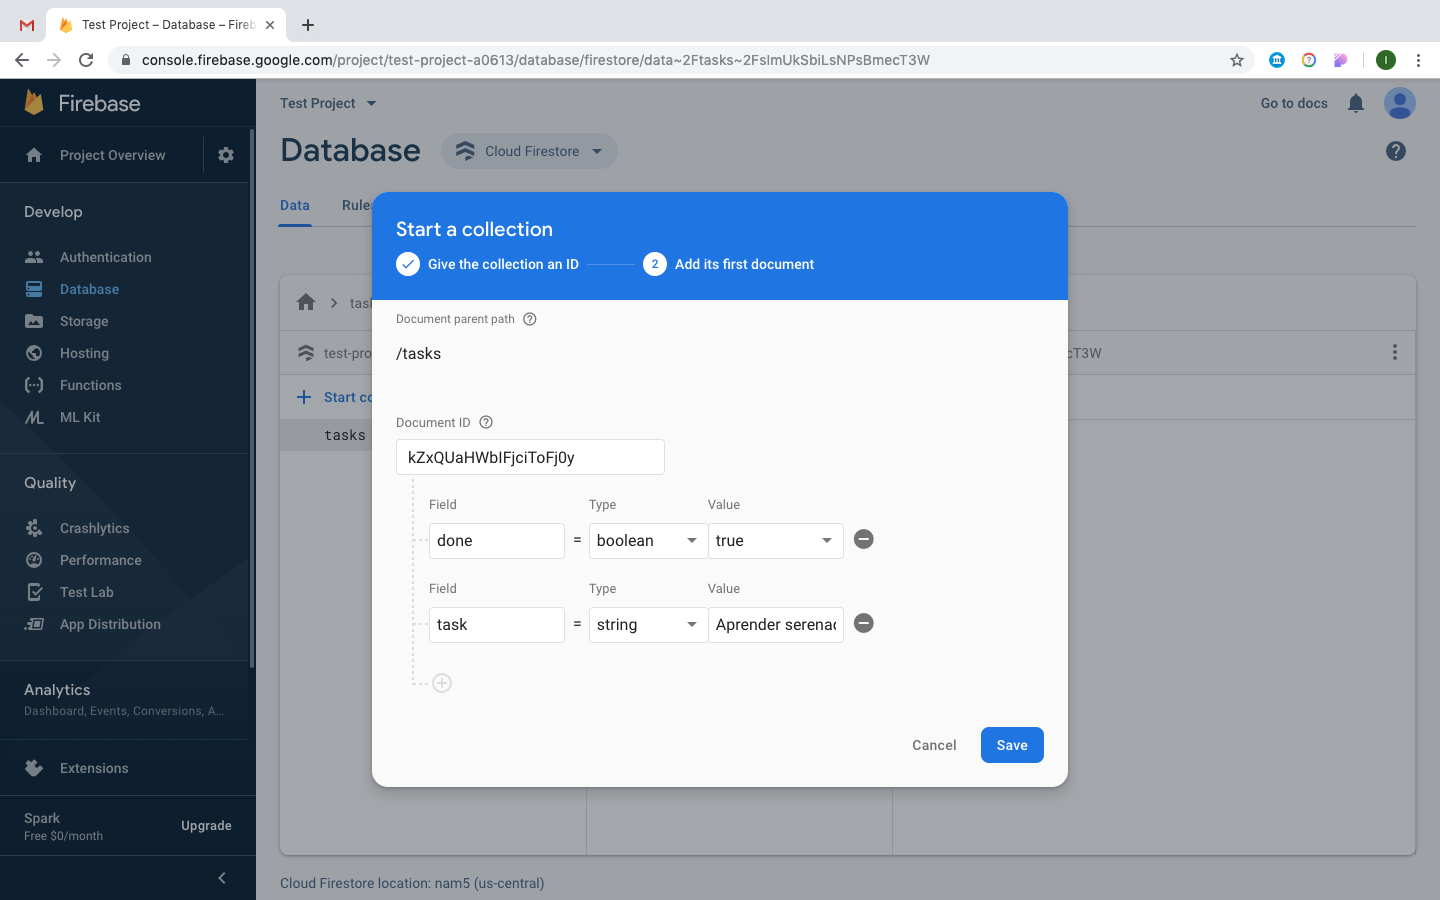 Test Project – Database – Fireb
console.firebase.google.com/project/test-project-a0613/database/firestore/data~2Ftasks~2FslmUkSbiLsNPsBmecT3W
I
Firebase
Project Overview
Develop
Authentication
Database
Storage
Hosting
Functions
ML Kit
Quality
Crashlytics
Performance
Test Lab
App Distribution
Analytics
Dashboard, Events, Conversions, A...
Extensions
Spark
Free $0/month
Upgrade
Test Project
Go to docs
Database
Cloud Firestore
Data
Rules
tas
test-pro
cT3W
Start co
tasks
Start a collection
Give the collection an ID
2
Add its first document
Document parent path
/tasks
Document ID
kZxQUaHWblFjciToFj0y
Field Type Value
done = boolean true
Field Type Value
task = string Aprender serenad
Cancel
Save
Cloud Firestore location: nam5 (us-central)